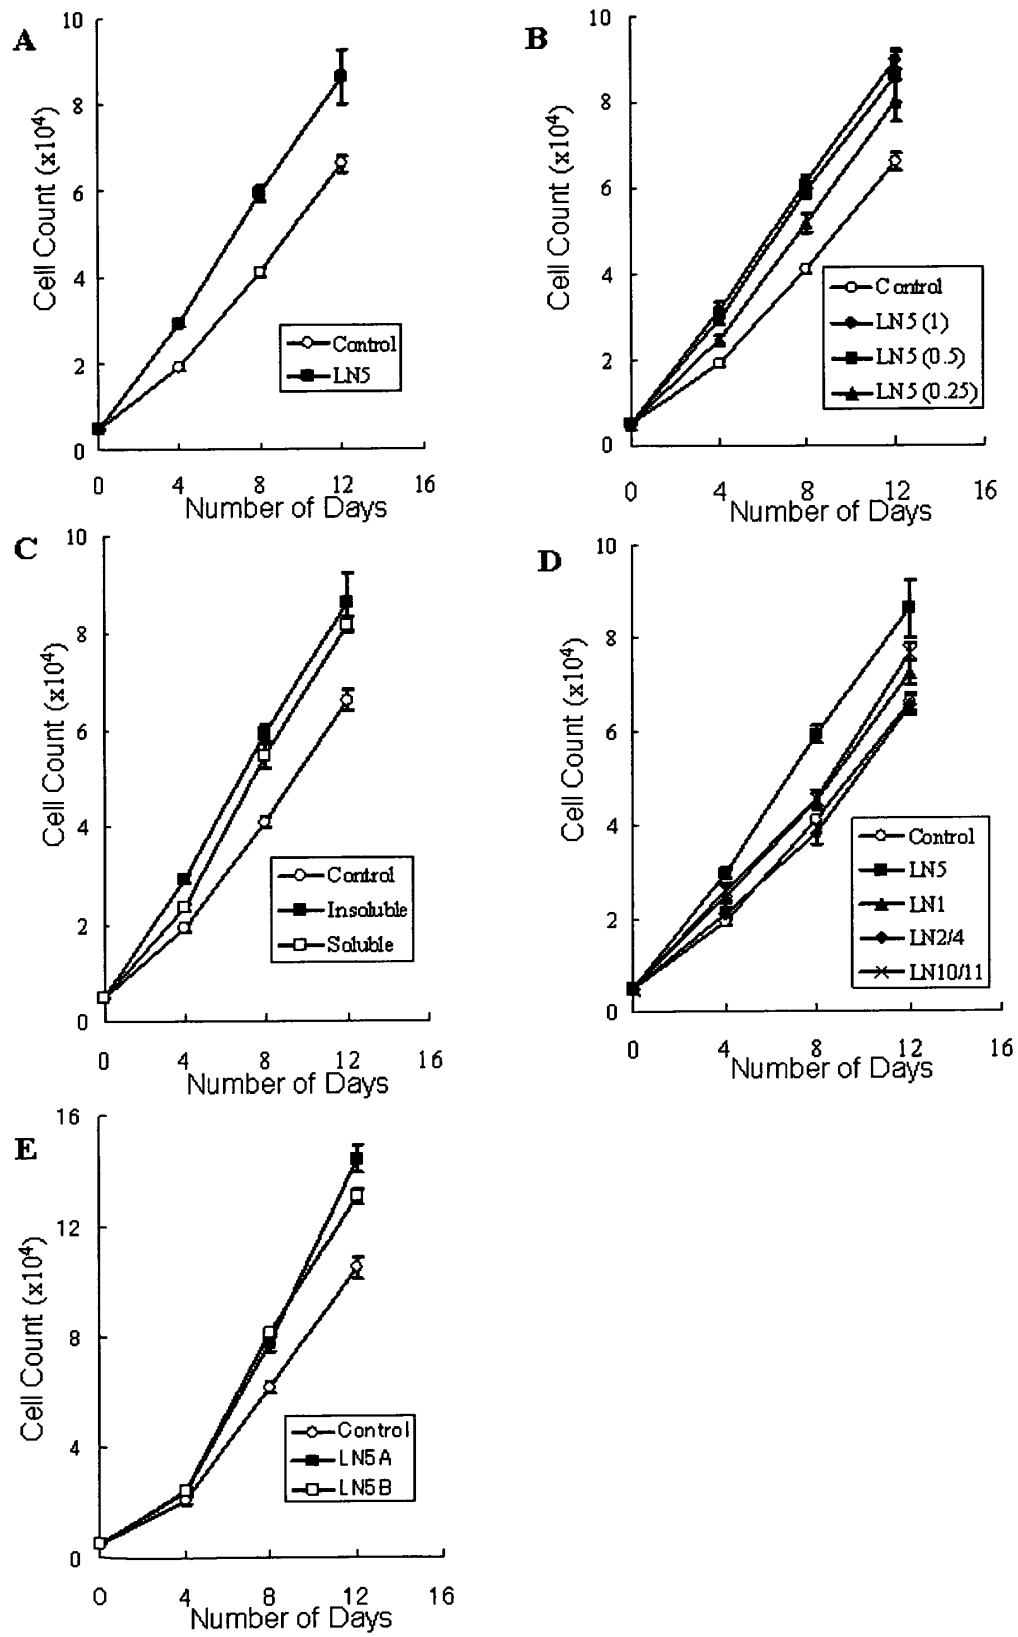 A
10
8
6
4
2
0
0 4 8 12 16
Cell Count (x10⁴)
Number of Days
Control
LN5
B
10
8
6
4
2
0
0 4 8 12 16
Cell Count (x10⁴)
Number of Days
Control
LN5 (1)
LN5 (0.5)
LN5 (0.25)
C
10
8
6
4
2
0
0 4 8 12 16
Cell Count (x10⁴)
Number of Days
Control
Insoluble
Soluble
D
10
8
6
4
2
0
0 4 8 12 16
Cell Count (x10⁴)
Number of Days
Control
LN5
LN1
LN2/4
LN10/11
E
16
12
8
4
0
0 4 8 12 16
Cell Count (x10⁴)
Number of Days
Control
LN5A
LN5B